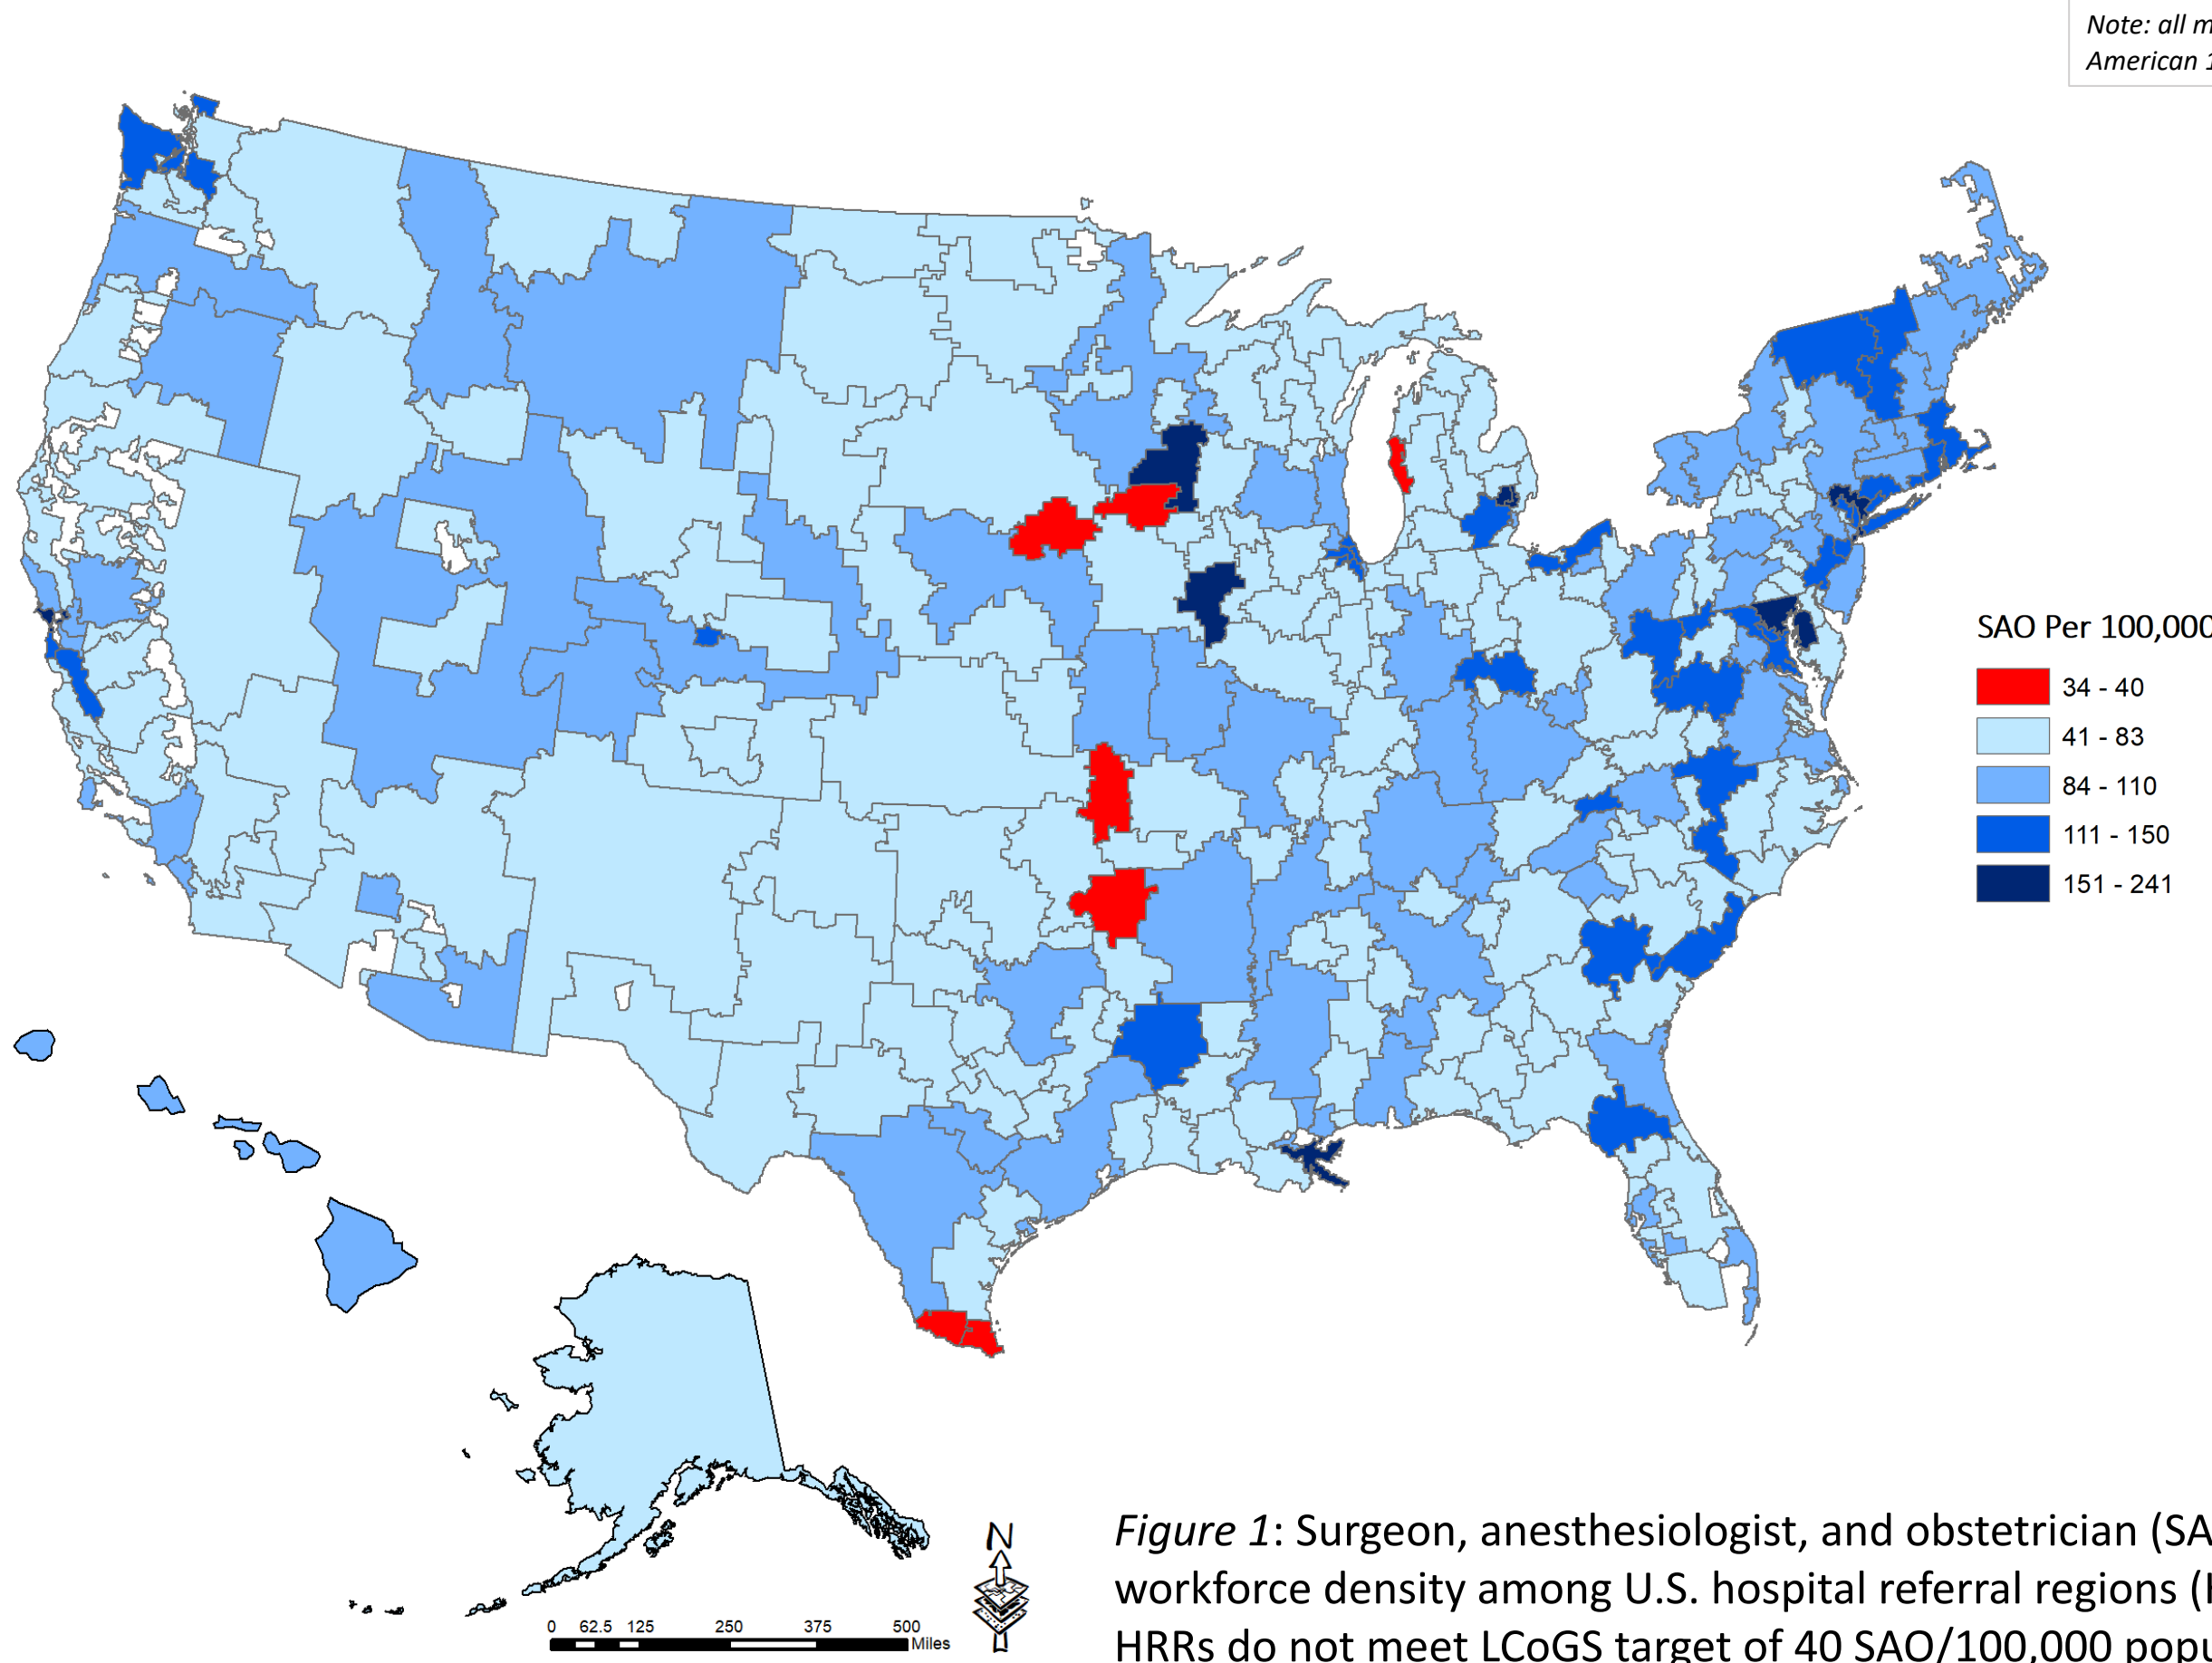 Note: all m
American 1
SAO Per 100,000
34 - 40
41 - 83
84 - 110
111 - 150
151 - 241
N
0 62.5 125 250 375 500
Miles
Figure 1: Surgeon, anesthesiologist, and obstetrician (SA
workforce density among U.S. hospital referral regions (H
HRRs do not meet LCoGS target of 40 SAO/100,000 popu